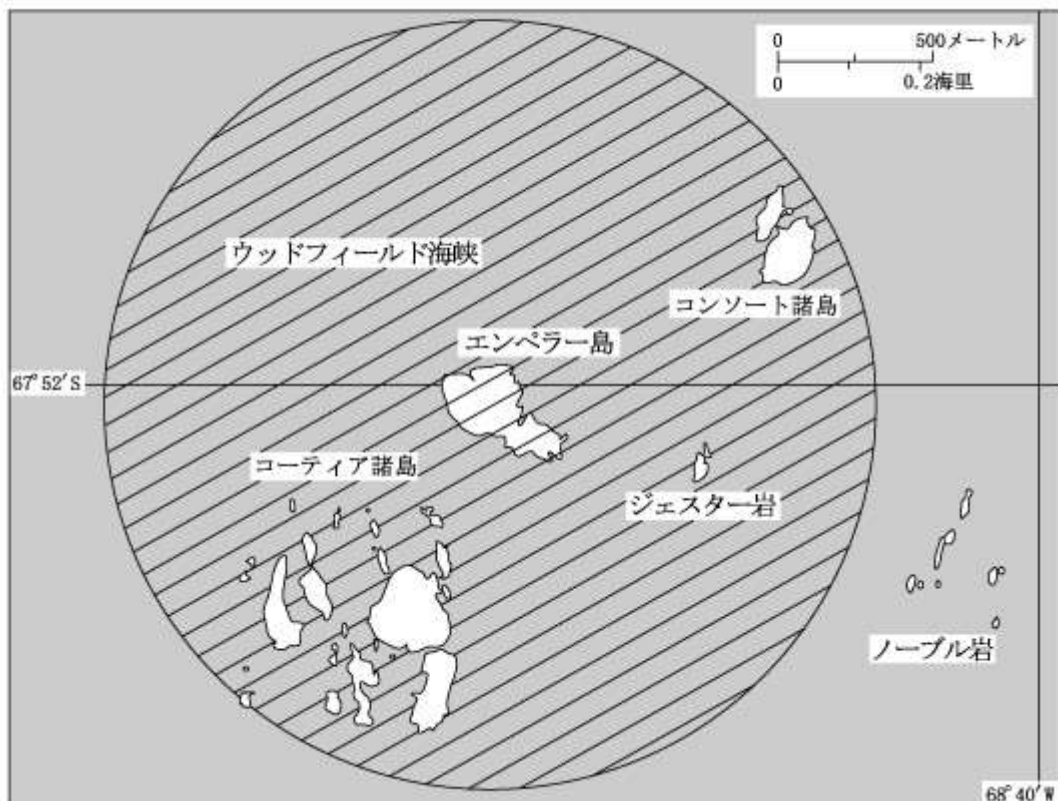 0 500メートル
0 0.2海里
ウッドフィールド海峡
コンソート諸島
エンペラー島
67°52′S
コーティア諸島
ジェスター岩
ノーブル岩
68°40′W